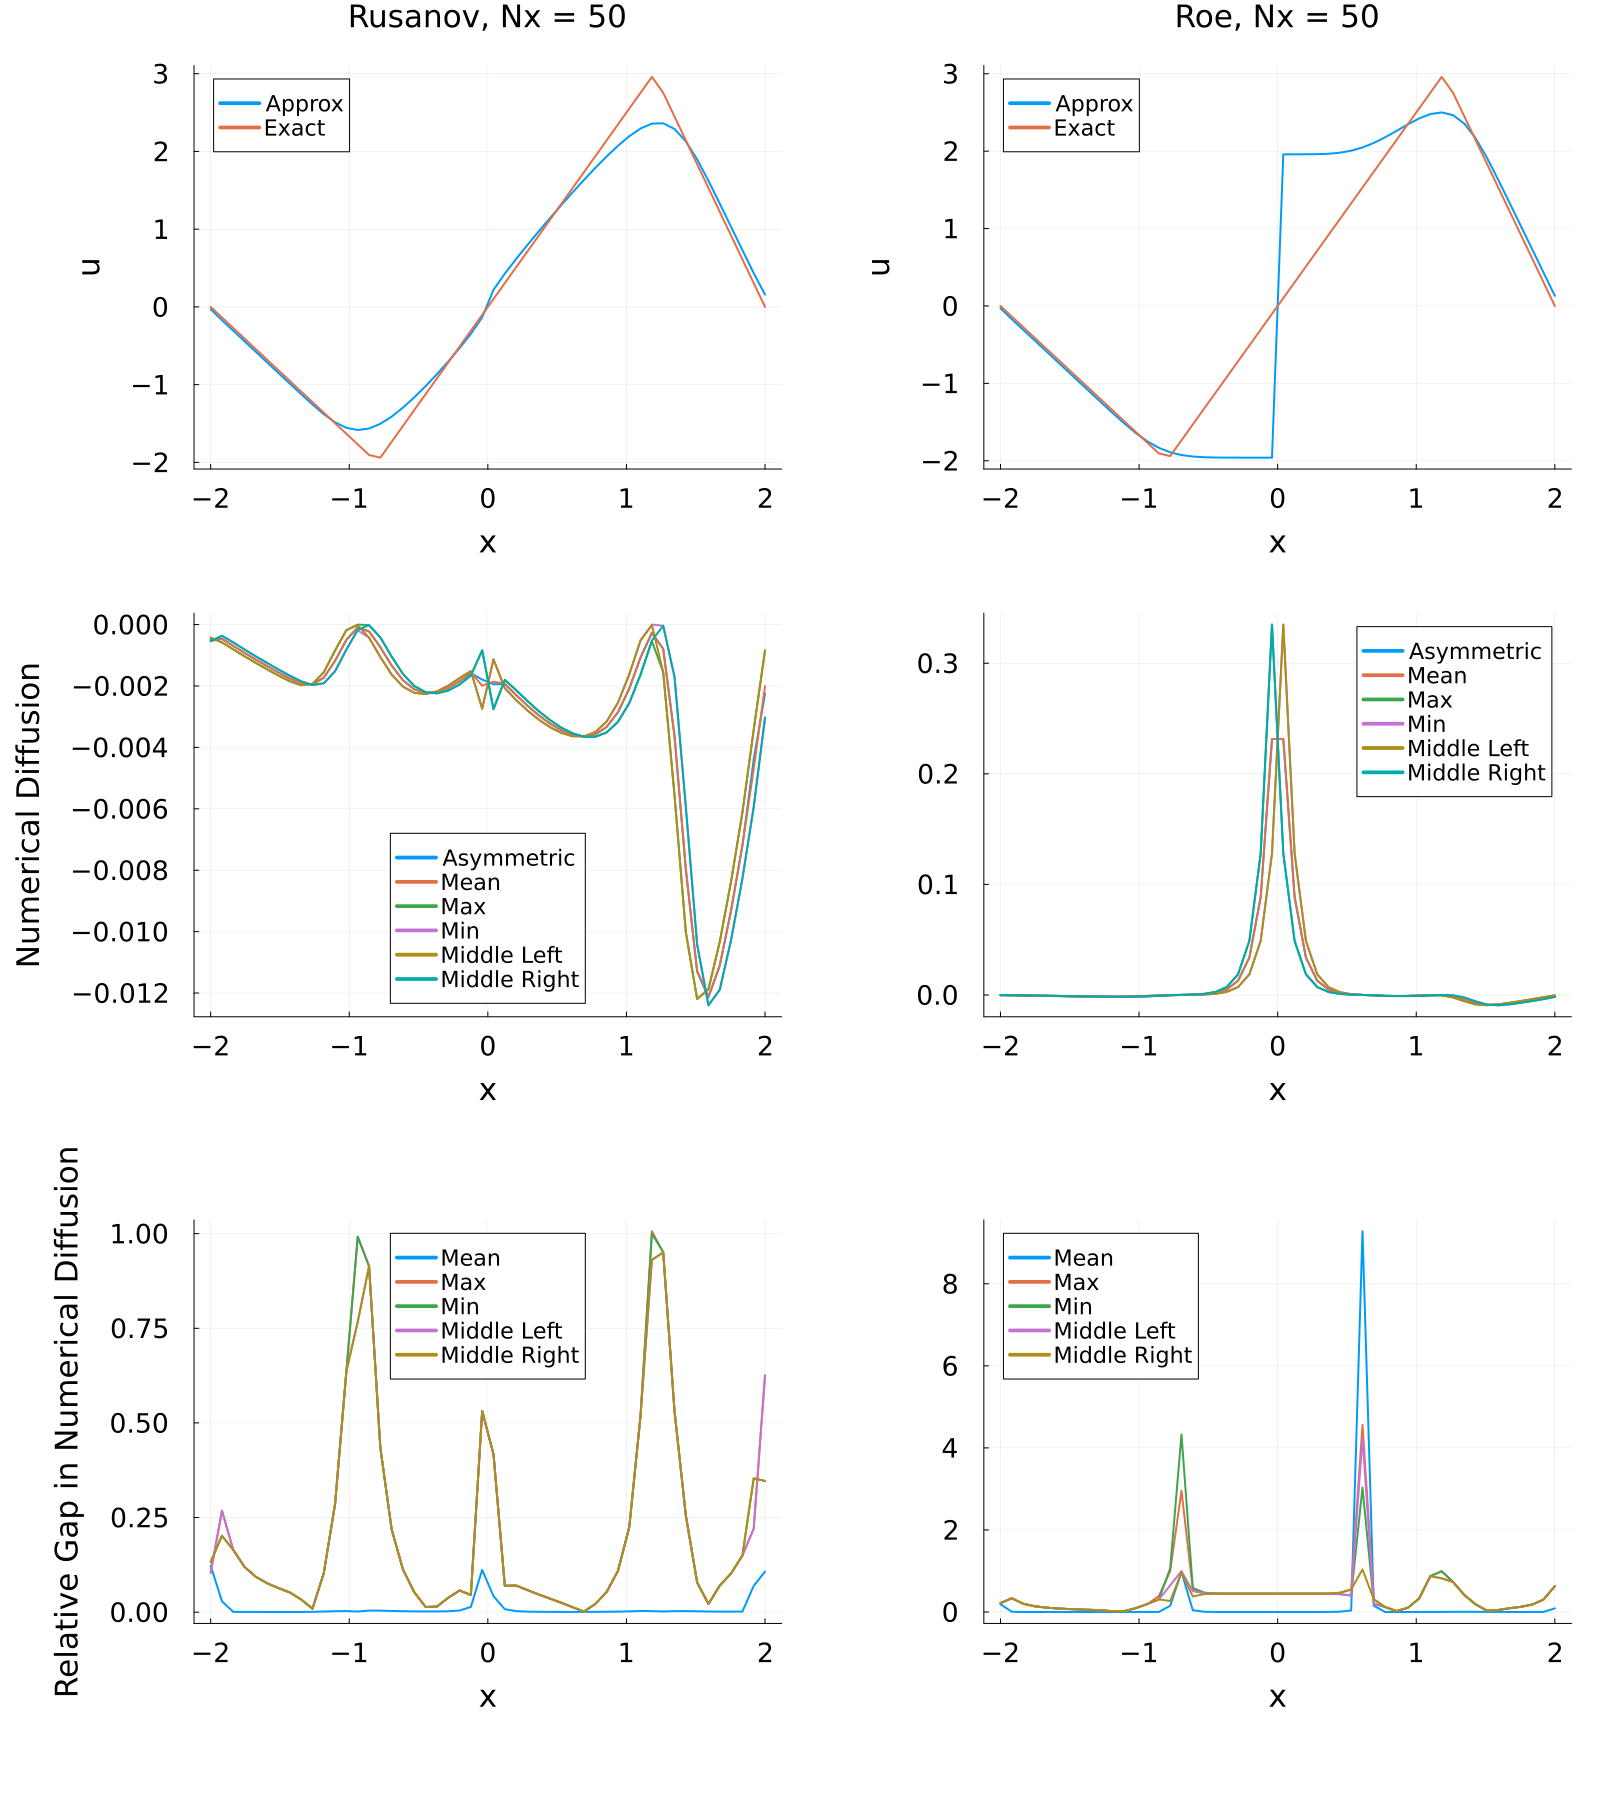 Rusanov, Nx = 50
Roe, Nx = 50
3
2
1
0
−1
−2
u
Approx
Exact
−2 −1 0 1 2
x
3
2
1
0
−1
−2
u
Approx
Exact
−2 −1 0 1 2
x
Numerical Diffusion
0.000
−0.002
−0.004
−0.006
−0.008
−0.010
−0.012
Asymmetric
Mean
Max
Min
Middle Left
Middle Right
−2 −1 0 1 2
x
0.3
0.2
0.1
0.0
Asymmetric
Mean
Max
Min
Middle Left
Middle Right
−2 −1 0 1 2
x
Relative Gap in Numerical Diffusion
1.00
0.75
0.50
0.25
0.00
Mean
Max
Min
Middle Left
Middle Right
−2 −1 0 1 2
x
8
6
4
2
0
Mean
Max
Min
Middle Left
Middle Right
−2 −1 0 1 2
x